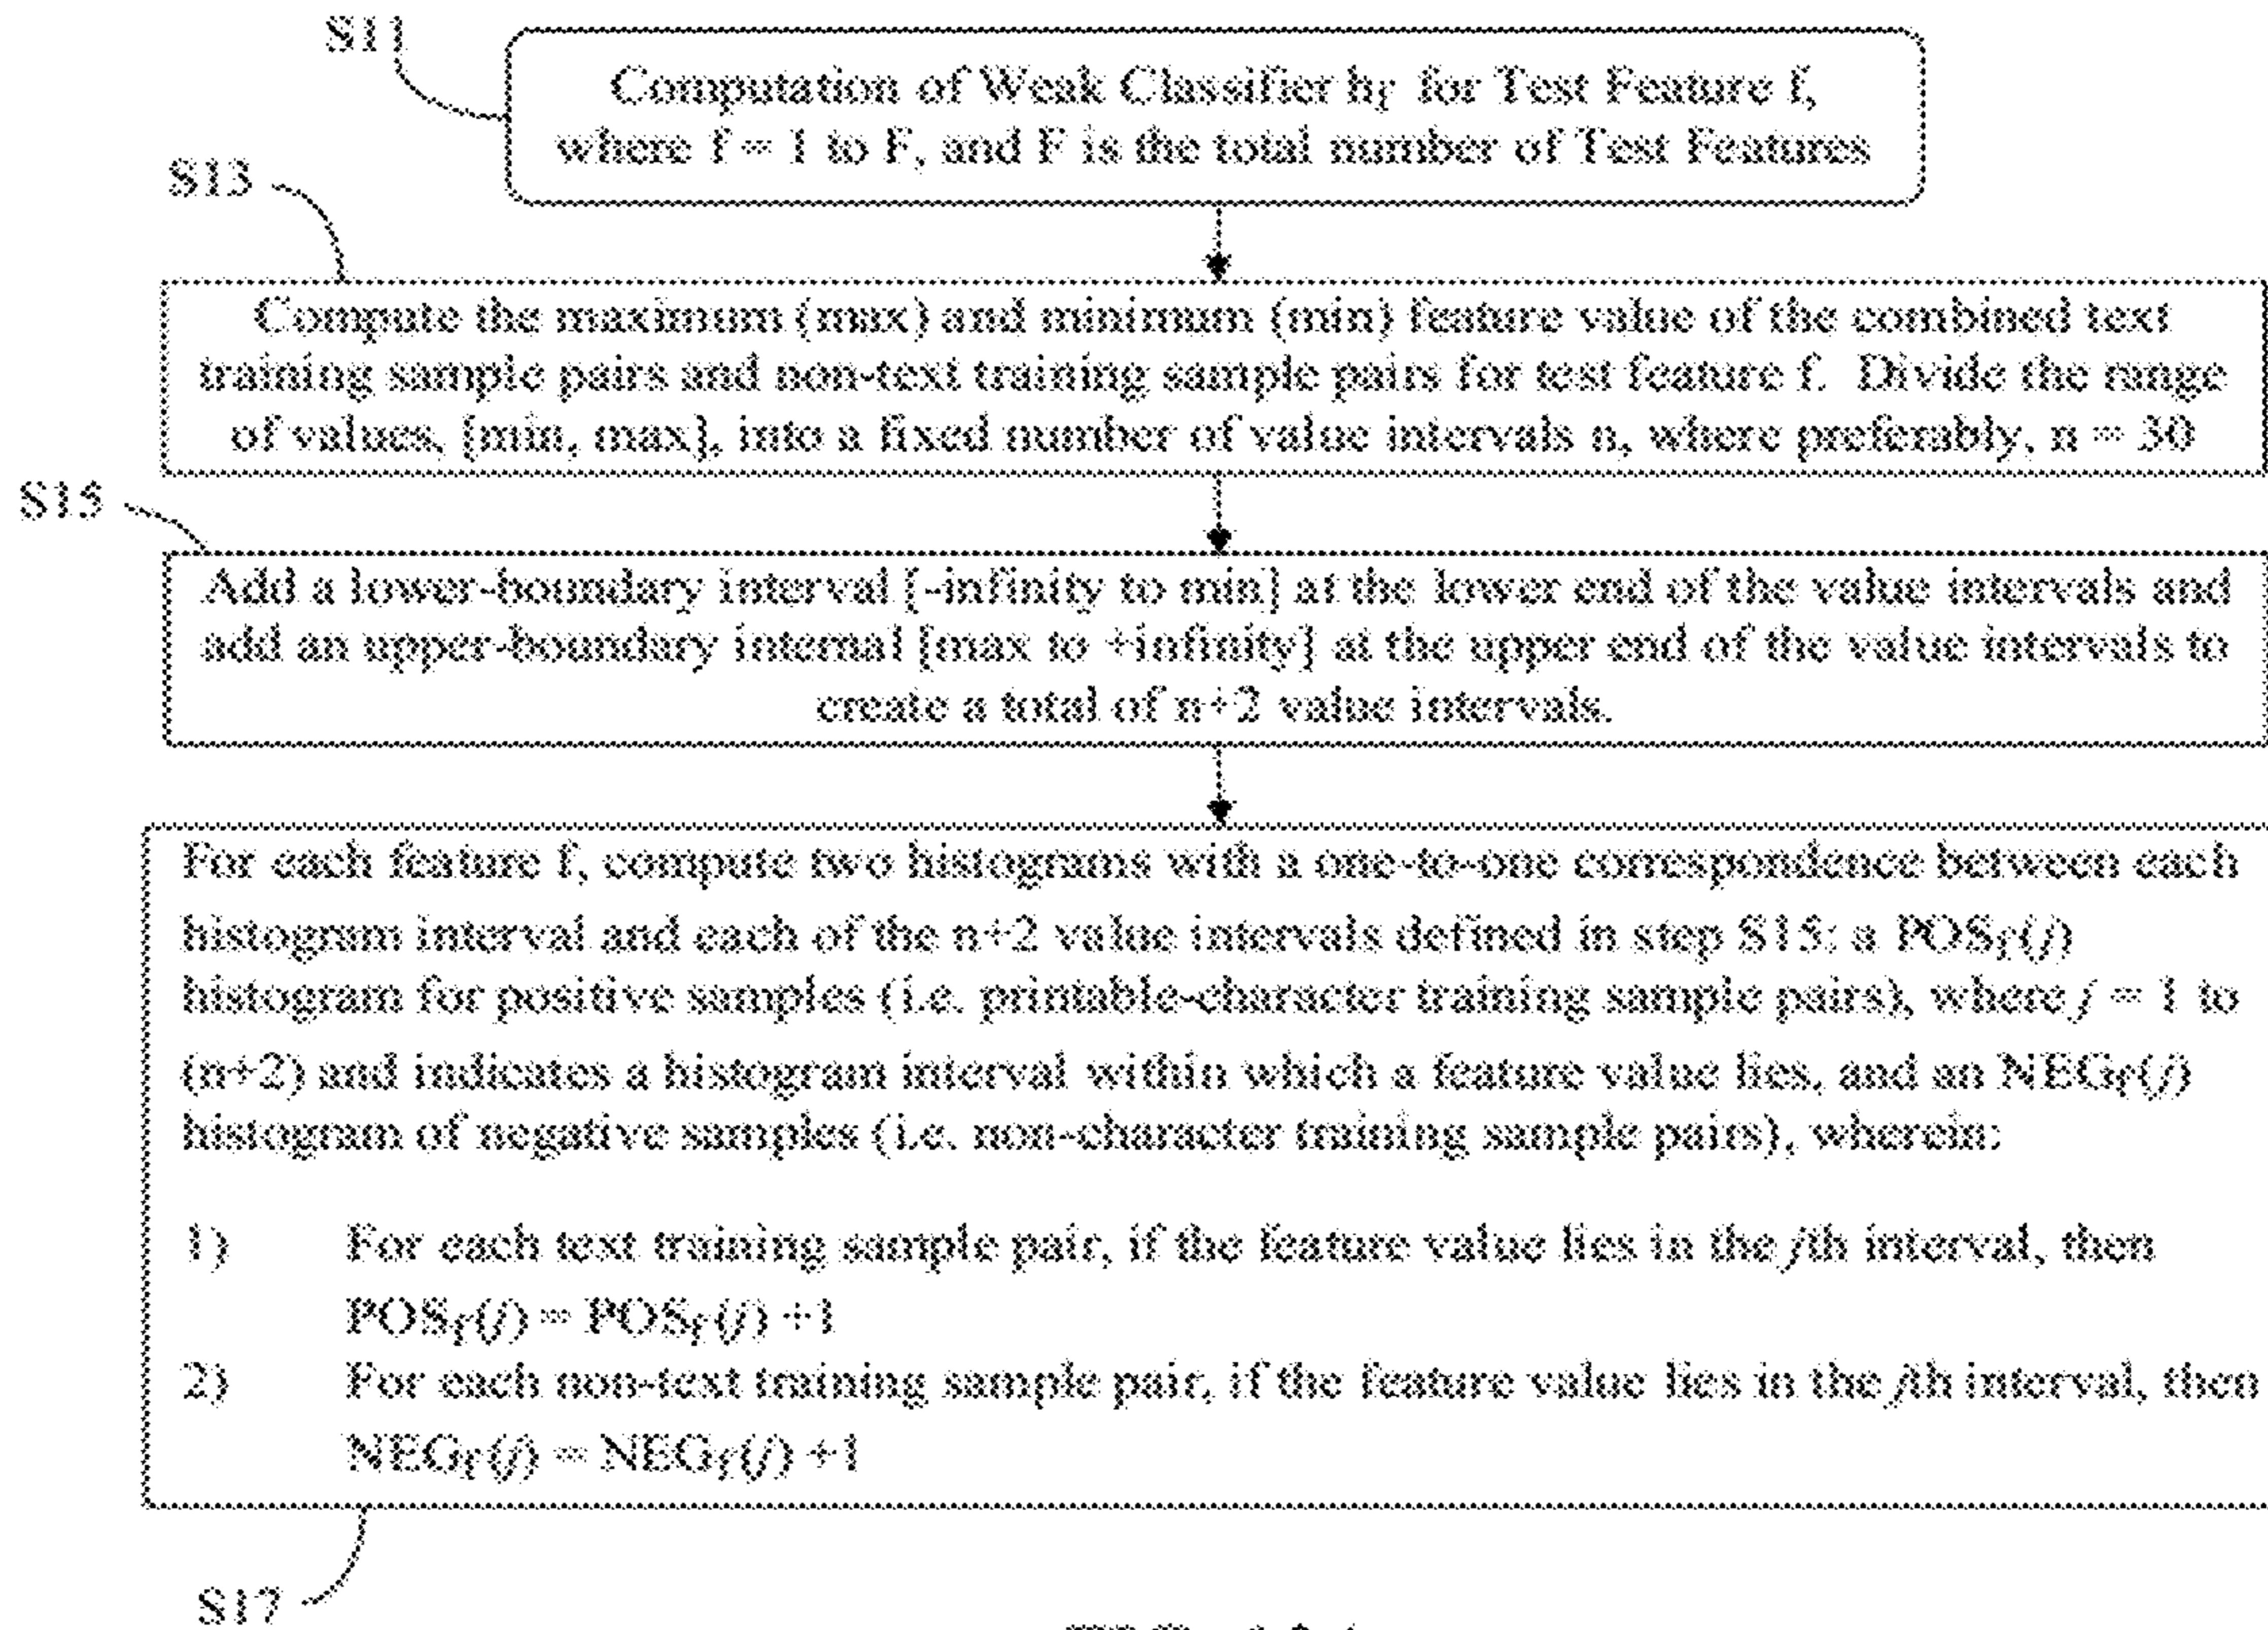 S11
Computation of Weak Classifier hf for Test Feature f,
where f = 1 to F, and F is the total number of Test Features
S13
Compute the maximum (max) and minimum (min) feature value of the combined text
training sample pairs and non-text training sample pairs for test feature f. Divide the range
of values, [min, max], into a fixed number of value intervals n, where preferably, n = 30
S15
Add a lower-boundary interval [-infinity to min] at the lower end of the value intervals and
add an upper-boundary internal [max to +infinity] at the upper end of the value intervals to
create a total of n+2 value intervals.
For each feature f, compute two histograms with a one-to-one correspondence between each
histogram interval and each of the n+2 value intervals defined in step S15: a POSf(j)
histogram for positive samples (i.e. printable-character training sample pairs), where j = 1 to
(n+2) and indicates a histogram interval within which a feature value lies, and an NEGf(j)
histogram of negative samples (i.e. non-character training sample pairs), wherein:
1) For each text training sample pair, if the feature value lies in the jth interval, then
POSf(j) = POSf(j) +1
2) For each non-text training sample pair, if the feature value lies in the jth interval, then
NEGf(j) = NEGf(j) +1
S17